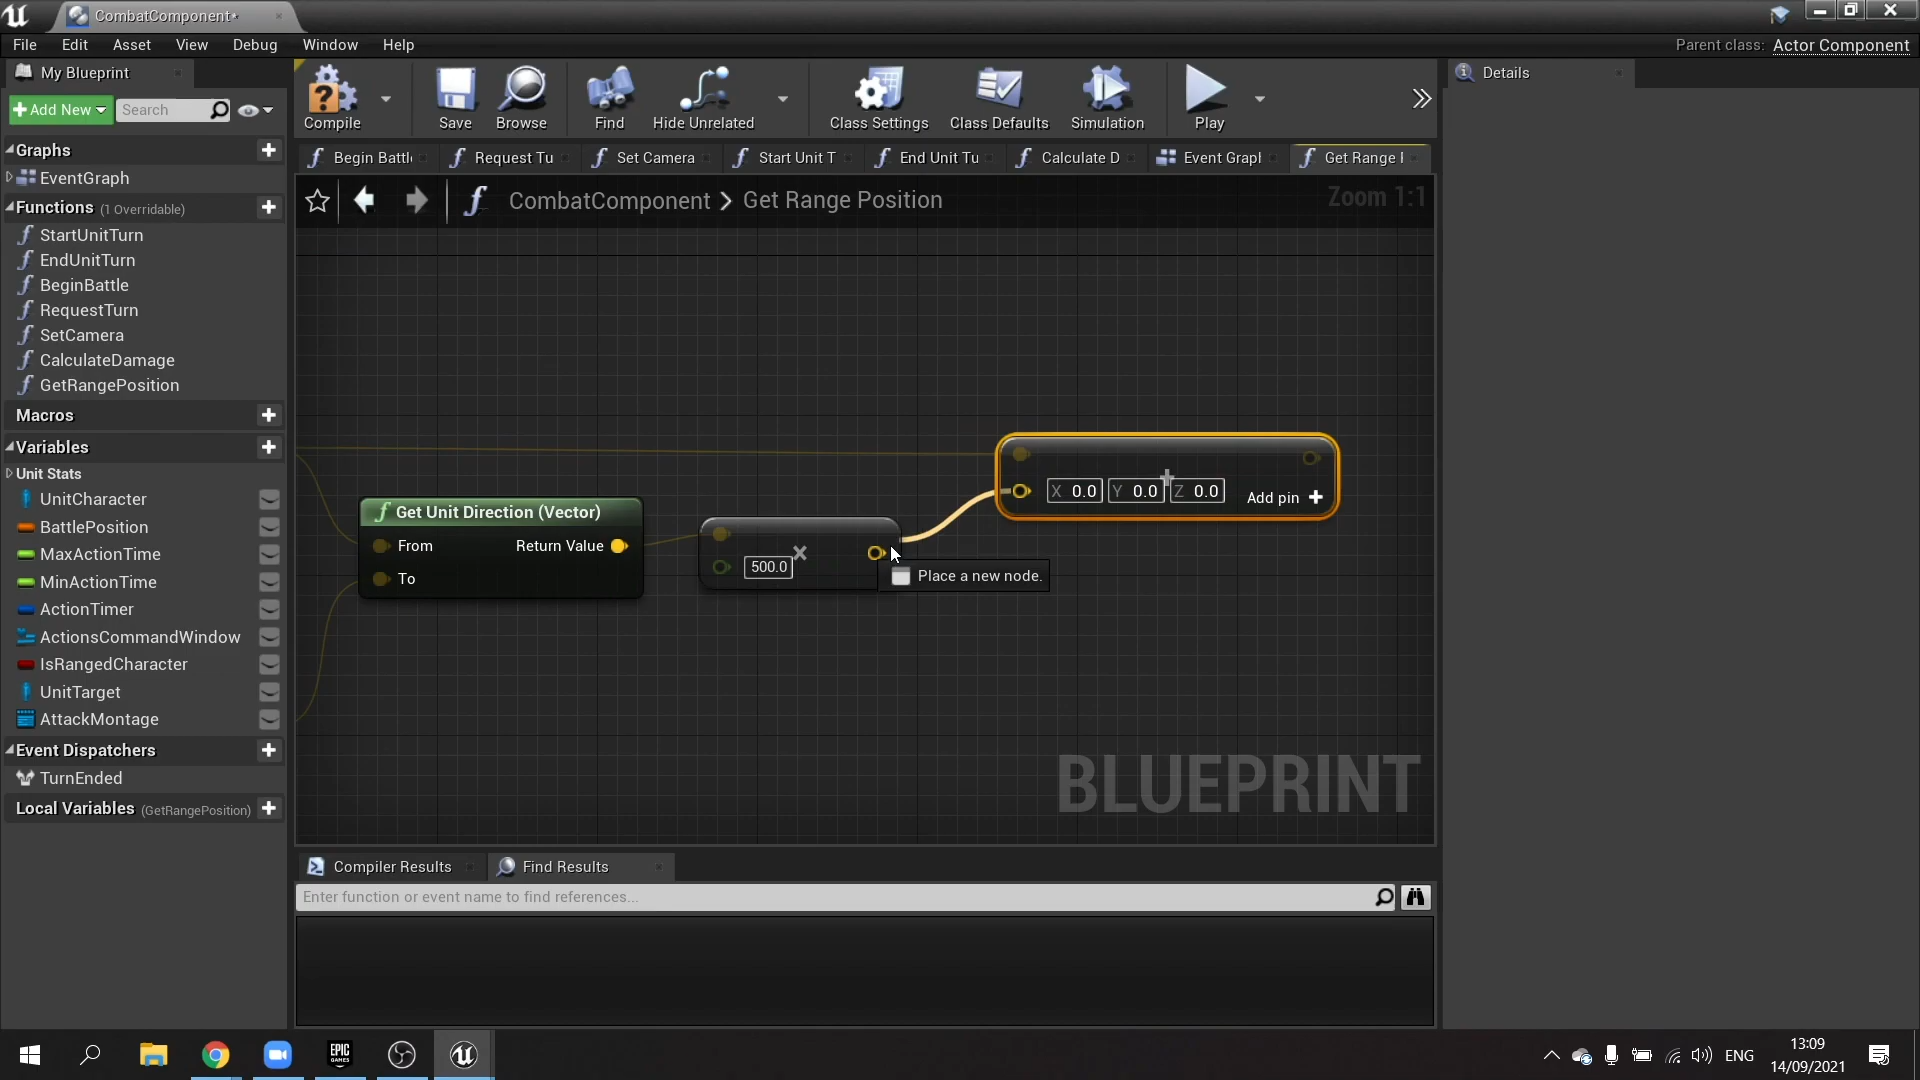 CombatComponent*
File Edit Asset View Debug Window Help
Parent class: Actor Component
My Blueprint
Add New
Search
Compile
Save
Browse
Find
Hide Unrelated
Class Settings
Class Defaults
Simulation
Play
Details
Begin Battl
Request Tu
Set Camera
Start Unit T
End Unit Tu
Calculate D
Event Grapl
Get Range I
CombatComponent > Get Range Position
Zoom 1:1
Graphs
EventGraph
Functions (1 Overridable)
StartUnitTurn
EndUnitTurn
BeginBattle
RequestTurn
SetCamera
CalculateDamage
GetRangePosition
Macros
Variables
Unit Stats
UnitCharacter
BattlePosition
MaxActionTime
MinActionTime
ActionTimer
ActionsCommandWindow
IsRangedCharacter
UnitTarget
AttackMontage
Event Dispatchers
TurnEnded
Local Variables (GetRangePosition)
Get Unit Direction (Vector)
From Return Value
To
500.0
Place a new node.
X 0.0 Y 0.0 Z 0.0 Add pin
BLUEPRINT
Compiler Results
Find Results
Enter function or event name to find references...
EPIC
GAMES
ENG
13:09
14/09/2021